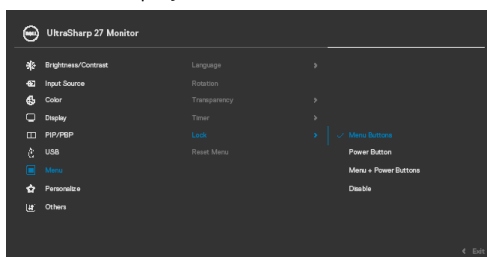 DELL UltraSharp 27 Monitor
Brightness/Contrast
Language
Input Source
Rotation
Color
Transparency
Display
Timer
PIP/PBP
Lock
Menu Buttons
USB
Reset Menu
Power Button
Menu
Menu + Power Buttons
Personalize
Disable
Others
Exit